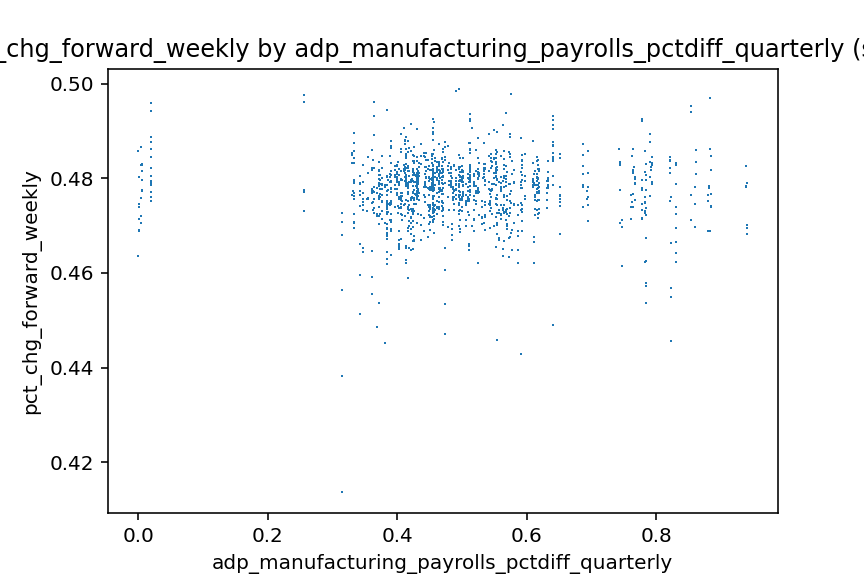 _chg_forward_weekly by adp_manufacturing_payrolls_pctdiff_quarterly (
0.50
0.48
0.46
0.44
0.42
pct_chg_forward_weekly
0.0 0.2 0.4 0.6 0.8
adp_manufacturing_payrolls_pctdiff_quarterly